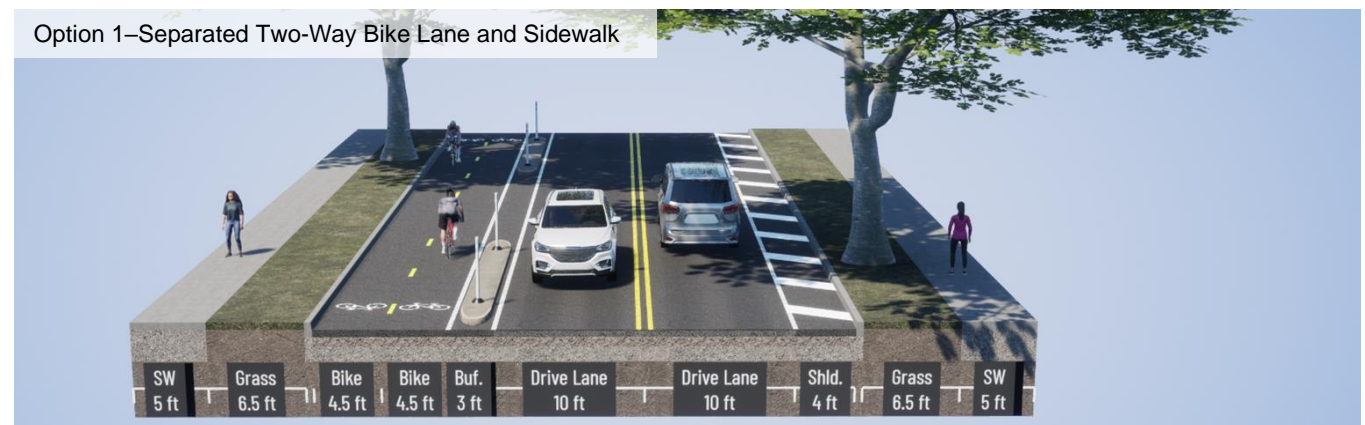 Option 1–Separated Two-Way Bike Lane and Sidewalk
SW
5 ft
Grass
6.5 ft
Bike
4.5 ft
Bike
4.5 ft
Buf.
3 ft
Drive Lane
10 ft
Drive Lane
10 ft
Shld.
4 ft
Grass
6.5 ft
SW
5 ft